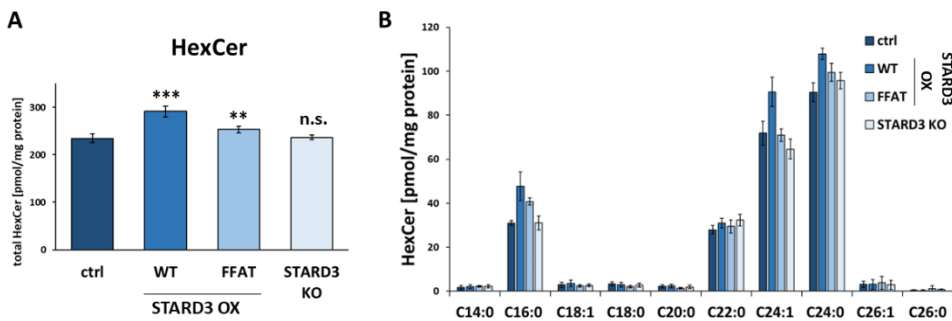 A
HexCer
total HexCer [pmol/mg protein]
300
200
100
0
***
**
n.s.
ctrl
WT
FFAT
STARD3
KO
STARD3 OX
B
HexCer [pmol/mg protein]
120
100
80
60
40
20
0
ctrl
WT
FFAT
STARD3 KO
STARD3
OX
C14:0 C16:0 C18:1 C18:0 C20:0 C22:0 C24:1 C24:0 C26:1 C26:0